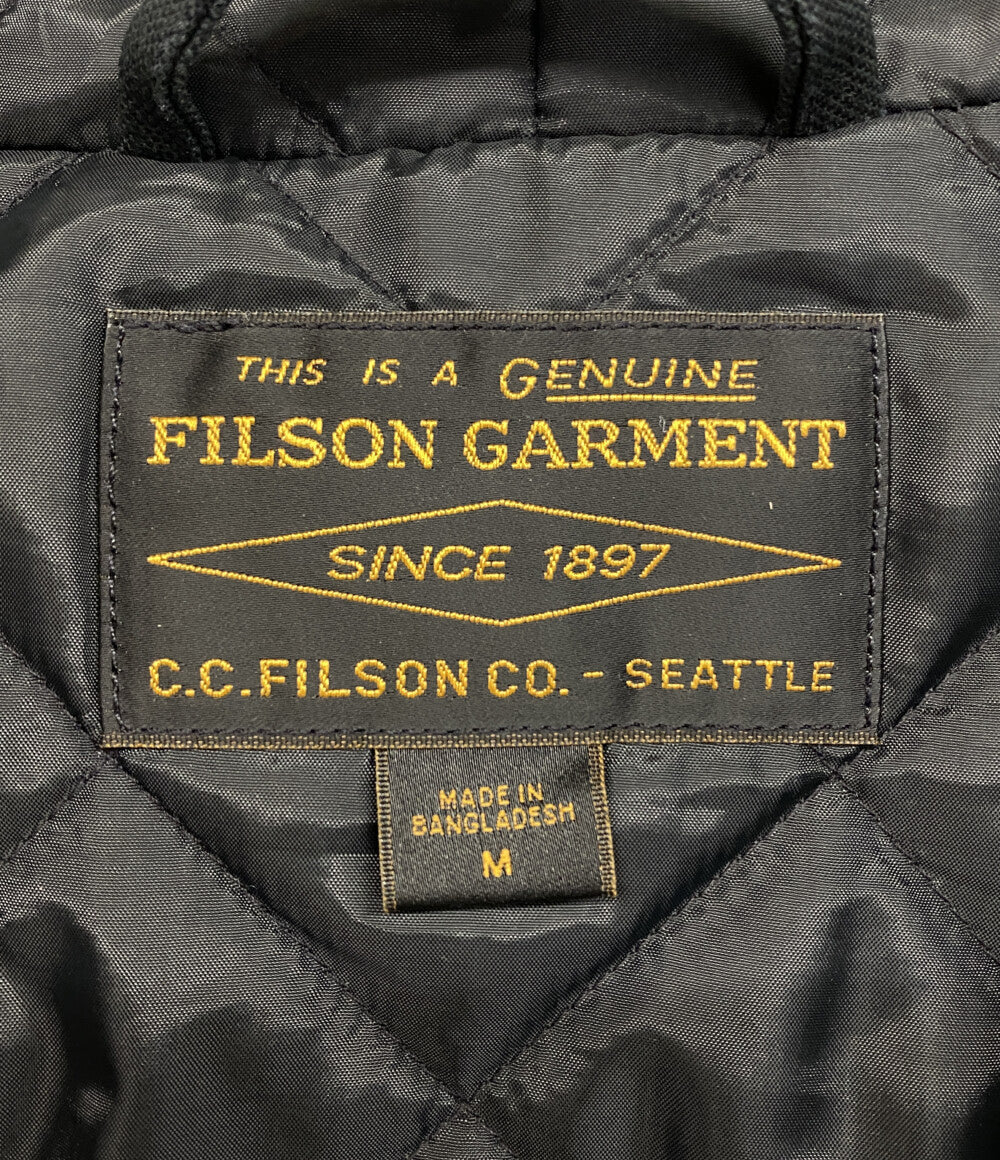 THIS IS A GENUINE
FILSON GARMENT
SINCE 1897
C.C.FILSON CO. - SEATTLE
MADE IN
BANGLADESH
M